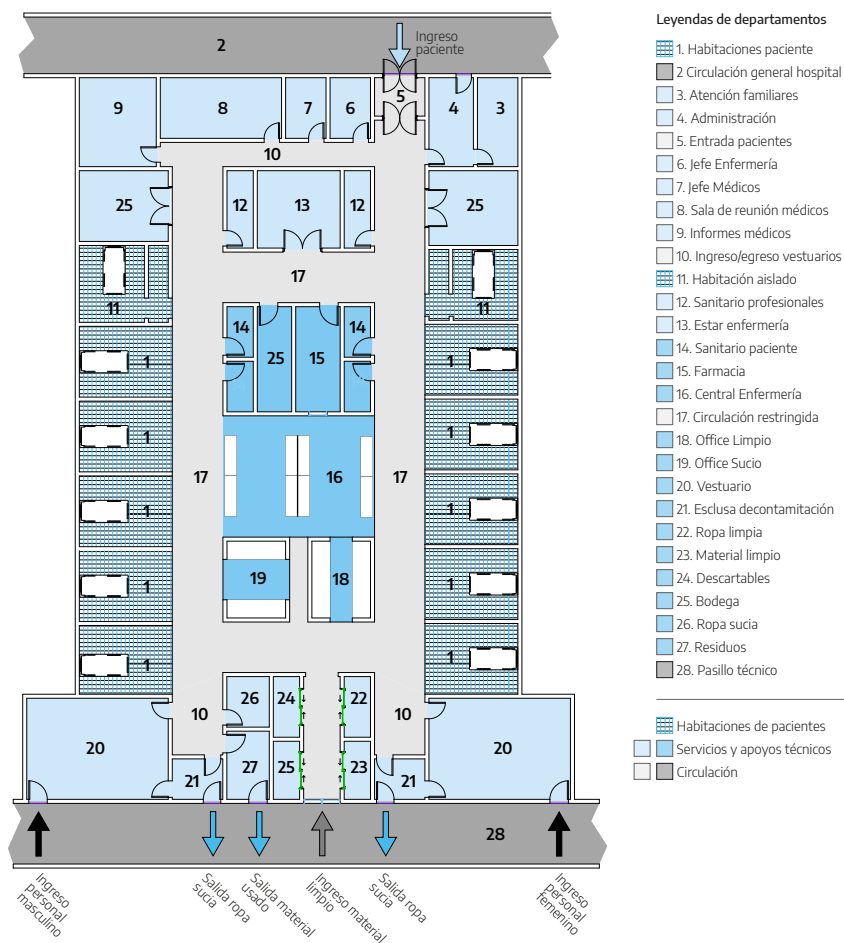 2
Ingreso
paciente
9
8
7
6
5
4
3
10
25
12
13
12
25
17
11
11
14
25
15
14
1
1
1
1
17
16
17
1
1
1
1
19
18
1
1
10
26
24
22
10
20
20
21
27
25
23
21
28
Ingreso
personal
masculino
Salida ropa
sucia
Salida material
usado
Ingreso material
limpio
Salida ropa
sucia
Ingreso
personal
femenino
Leyendas de departamentos
1. Habitaciones paciente
2 Circulación general hospital
3. Atención familiares
4. Administración
5. Entrada pacientes
6. Jefe Enfermería
7. Jefe Médicos
8. Sala de reunión médicos
9. Informes médicos
10. Ingreso/egreso vestuarios
11. Habitación aislado
12. Sanitario profesionales
13. Estar enfermería
14. Sanitario paciente
15. Farmacia
16. Central Enfermería
17. Circulación restringida
18. Office Limpio
19. Office Sucio
20. Vestuario
21. Esclusa decontamitación
22. Ropa limpia
23. Material limpio
24. Descartables
25. Bodega
26. Ropa sucia
27. Residuos
28. Pasillo técnico
Habitaciones de pacientes
Servicios y apoyos técnicos
Circulación